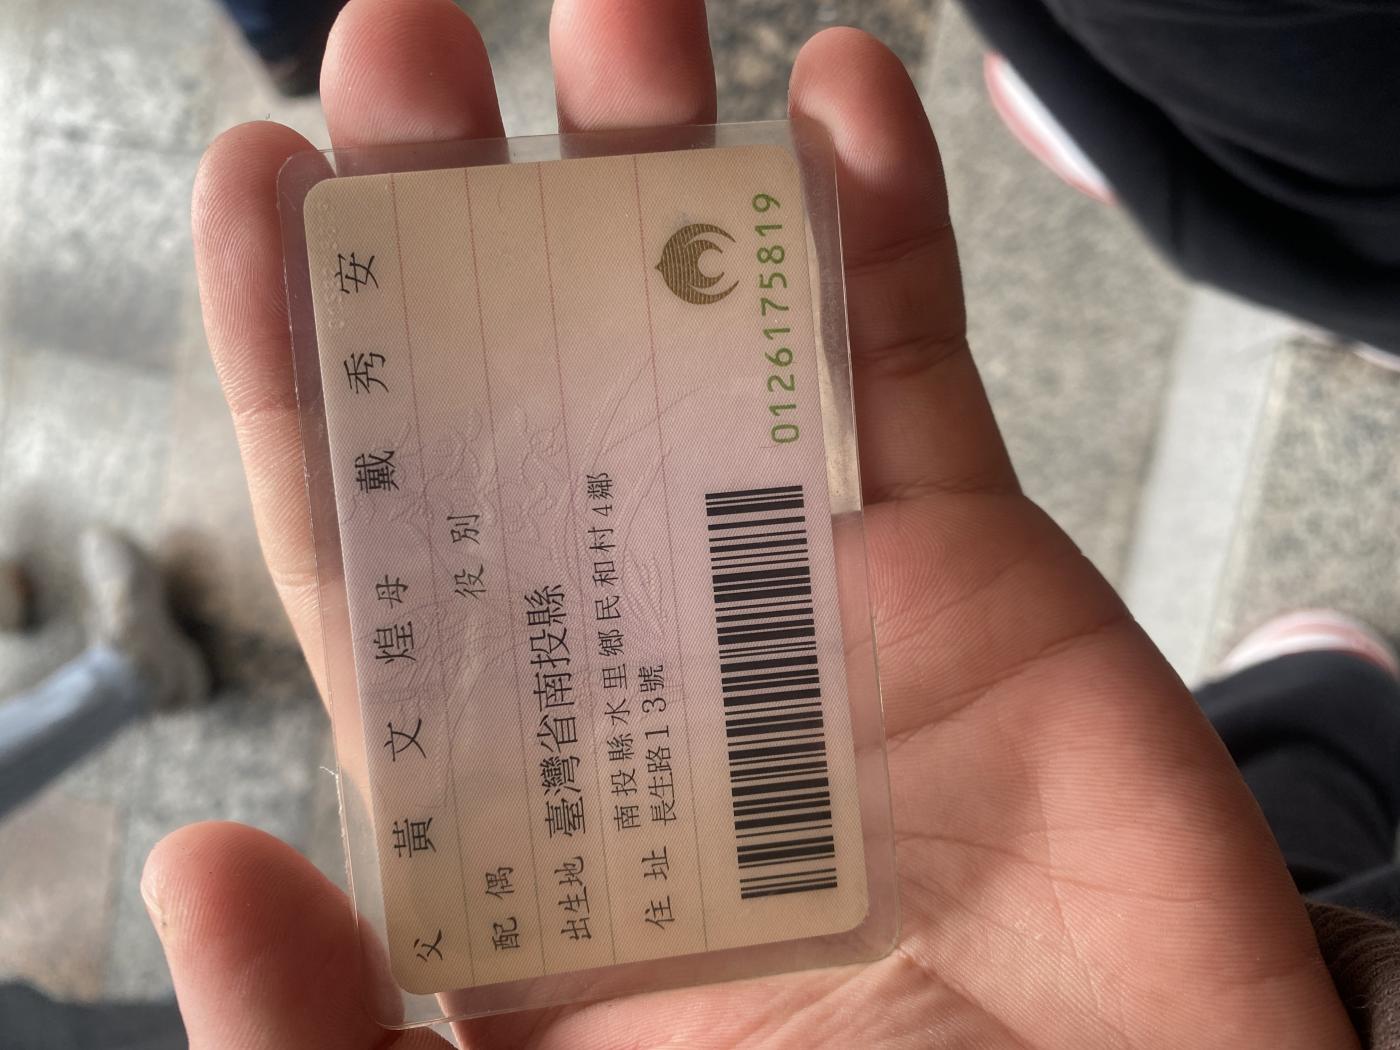 父 黃 文 煌 母 戴 秀 安
配 偶 役 別
出生地 臺灣省南投縣
住 址 南投縣水里鄉民和村4鄰
長生路13號
0126175819